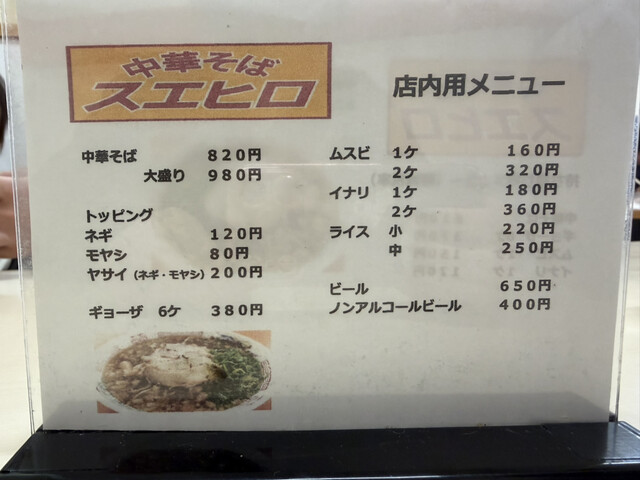 中華そば
スエヒロ
店内用メニュー
中華そば 820円
大盛り 980円
トッピング
ネギ 120円
モヤシ 80円
ヤサイ（ネギ・モヤシ）200円
ギョーザ 6ケ 380円
ムスビ 1ケ 160円
2ケ 320円
イナリ 1ケ 180円
2ケ 360円
ライス 小 220円
中 250円
ビール 650円
ノンアルコールビール 400円